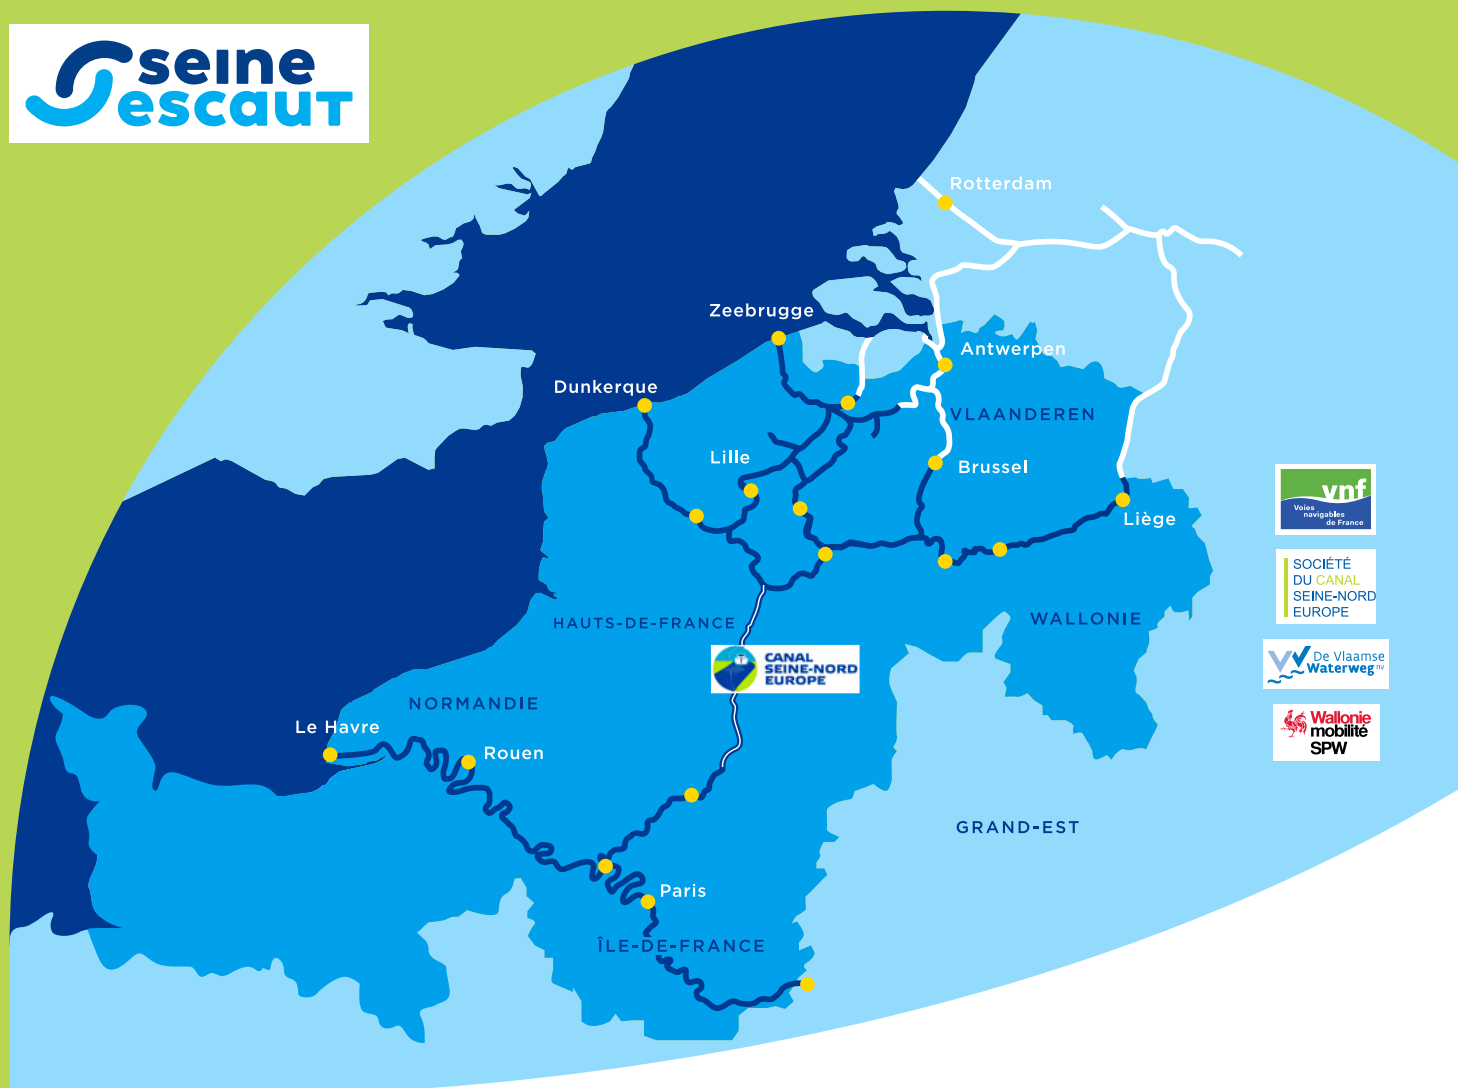 seine
escaut
Rotterdam
Zeebrugge
Antwerpen
Dunkerque
VLAANDEREN
Lille
Brussel
Liège
HAUTS-DE-FRANCE
WALLONIE
CANAL
SEINE-NORD
EUROPE
NORMANDIE
Le Havre
Rouen
GRAND-EST
Paris
ÎLE-DE-FRANCE
vnf
Voies
navigables
de France
SOCIÉTÉ
DU CANAL
SEINE-NORD
EUROPE
De Vlaamse
Waterweg nv
Wallonie
mobilité
SPW